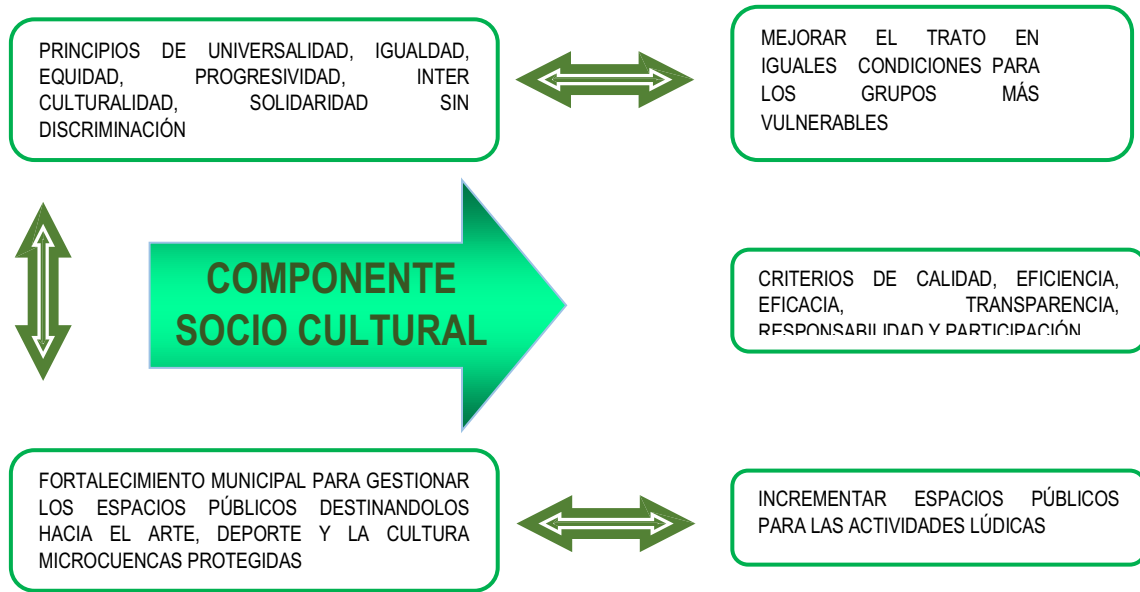 PRINCIPIOS DE UNIVERSALIDAD, IGUALDAD,
EQUIDAD, PROGRESIVIDAD, INTER
CULTURALIDAD, SOLIDARIDAD SIN
DISCRIMINACIÓN
MEJORAR EL TRATO EN
IGUALES CONDICIONES PARA
LOS GRUPOS MÁS
VULNERABLES
COMPONENTE
SOCIO CULTURAL
CRITERIOS DE CALIDAD, EFICIENCIA,
EFICACIA, TRANSPARENCIA,
RESPONSABILIDAD Y PARTICIPACIÓN
FORTALECIMIENTO MUNICIPAL PARA GESTIONAR
LOS ESPACIOS PÚBLICOS DESTINANDOLOS
HACIA EL ARTE, DEPORTE Y LA CULTURA
MICROCUENCAS PROTEGIDAS
INCREMENTAR ESPACIOS PÚBLICOS
PARA LAS ACTIVIDADES LÚDICAS